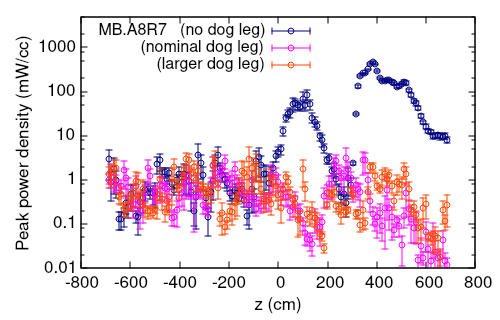 MB.A8R7 (no dog leg)
(nominal dog leg)
(larger dog leg)
Peak power density (mW/cc)
1000
100
10
1
0.1
0.01
-800 -600 -400 -200 0 200 400 600 800
z (cm)